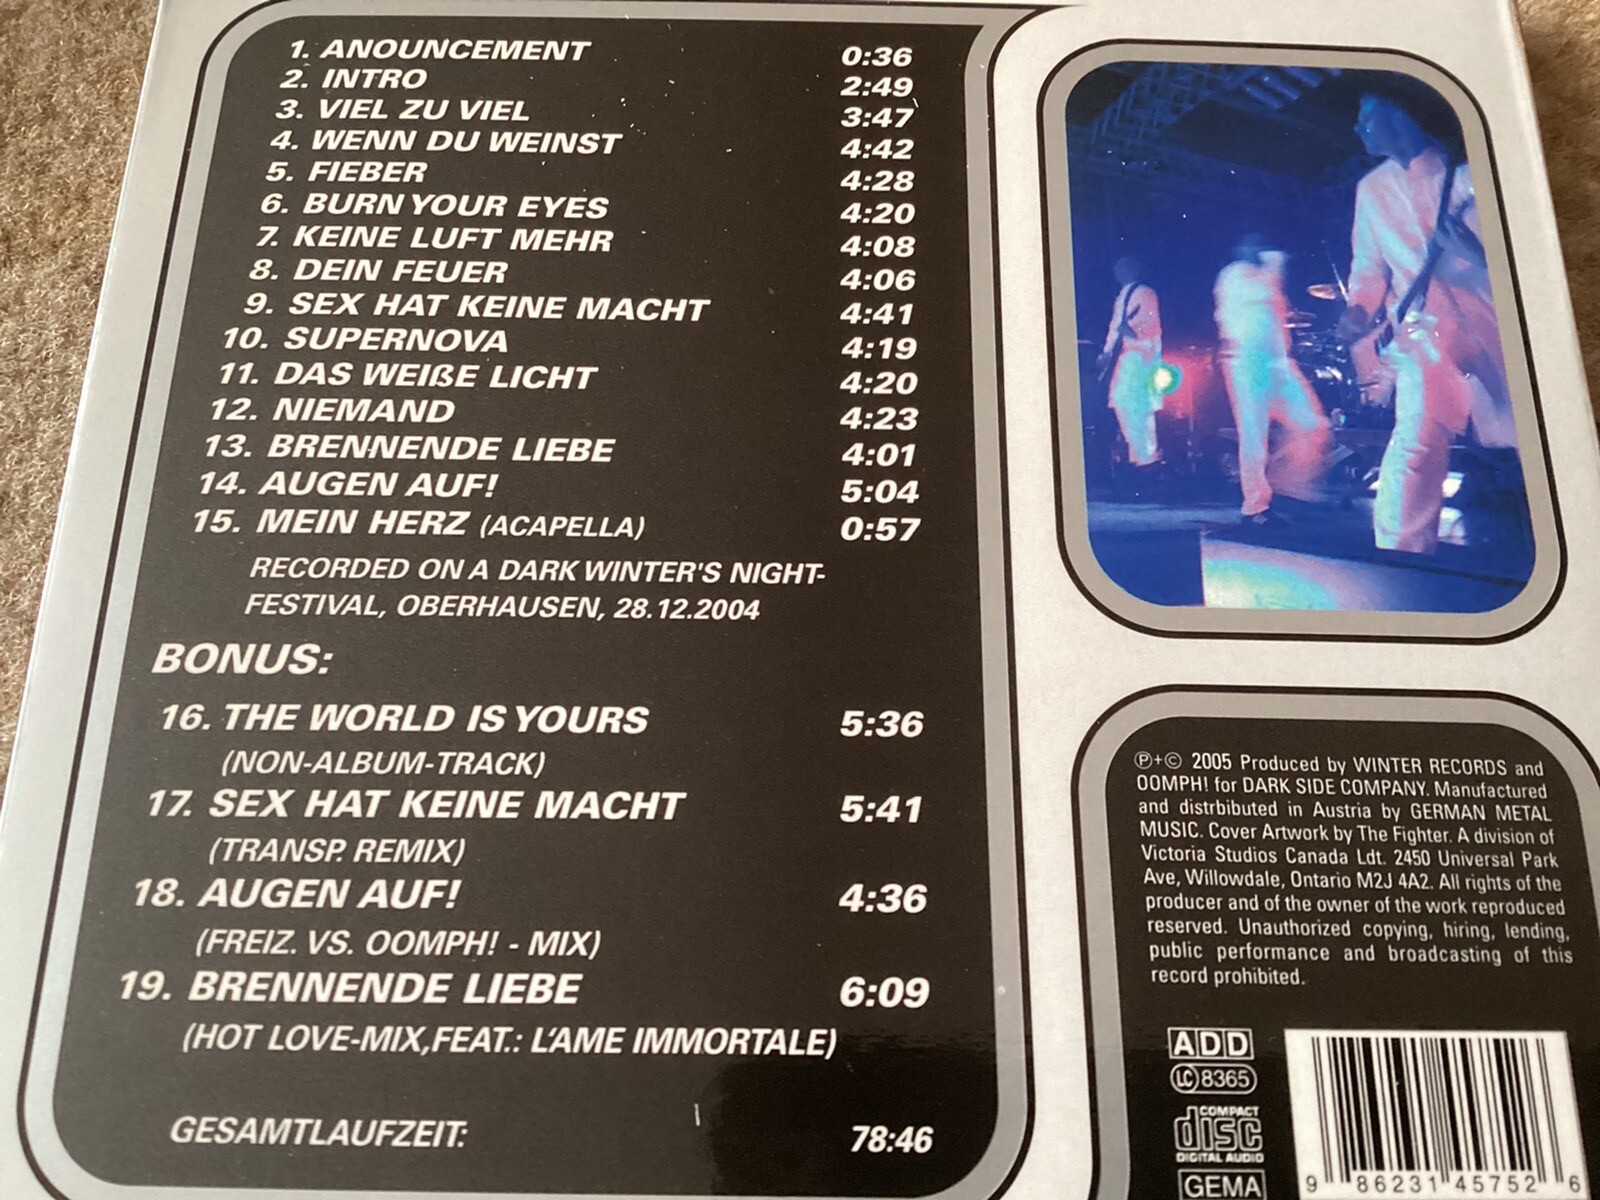 1. ANOUNCEMENT 0:36
2. INTRO 2:49
3. VIEL ZU VIEL 3:47
4. WENN DU WEINST 4:42
5. FIEBER 4:28
6. BURN YOUR EYES 4:20
7. KEINE LUFT MEHR 4:08
8. DEIN FEUER 4:06
9. SEX HAT KEINE MACHT 4:41
10. SUPERNOVA 4:19
11. DAS WEIßE LICHT 4:20
12. NIEMAND 4:23
13. BRENNENDE LIEBE 4:01
14. AUGEN AUF! 5:04
15. MEIN HERZ (ACAPELLA) 0:57
RECORDED ON A DARK WINTER'S NIGHT-
FESTIVAL, OBERHAUSEN, 28.12.2004
BONUS:
16. THE WORLD IS YOURS 5:36
(NON-ALBUM-TRACK)
17. SEX HAT KEINE MACHT 5:41
(TRANSP. REMIX)
18. AUGEN AUF! 4:36
(FREIZ. VS. OOMPH! - MIX)
19. BRENNENDE LIEBE 6:09
(HOT LOVE-MIX,FEAT.: L'AME IMMORTALE)
GESAMTLAUFZEIT: 78:46
℗+© 2005 Produced by WINTER RECORDS and
OOMPH! for DARK SIDE COMPANY. Manufactured
and distrbibuted in Austria by GERMAN METAL
MUSIC. Cover Artwork by The Fighter. A division of
Victoria Studios Canada Ldt. 2450 Universal Park
Ave, Willowdale, Ontario M2J 4A2. All rights of the
producer and of the owner of the work reproduced
reserved. Unauthorized copying, hiring, lending,
public performance and broadcasting of this
record prohibited.
ADD
LC 8365
COMPACT
disc
DIGITAL AUDIO
GEMA
9 86231 45752 6